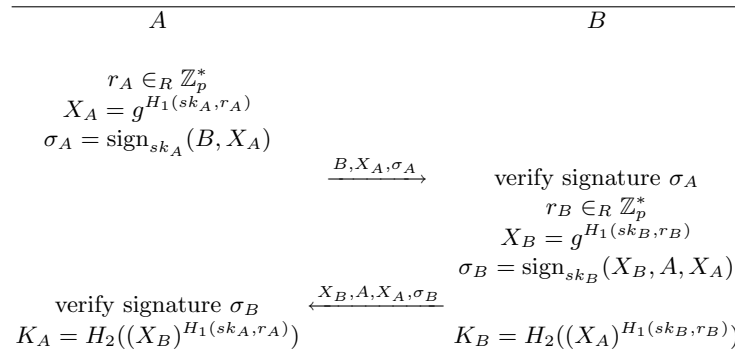 A B
r_A ∈_R ℤ_p^*
X_A = g^{H_1(sk_A,r_A)}
σ_A = sign_{sk_A}(B, X_A)
B,X_A,σ_A verify signature σ_A
r_B ∈_R ℤ_p^*
X_B = g^{H_1(sk_B,r_B)}
σ_B = sign_{sk_B}(X_B, A, X_A)
verify signature σ_B X_B,A,X_A,σ_B
K_A = H_2((X_B)^{H_1(sk_A,r_A)}) K_B = H_2((X_A)^{H_1(sk_B,r_B)})